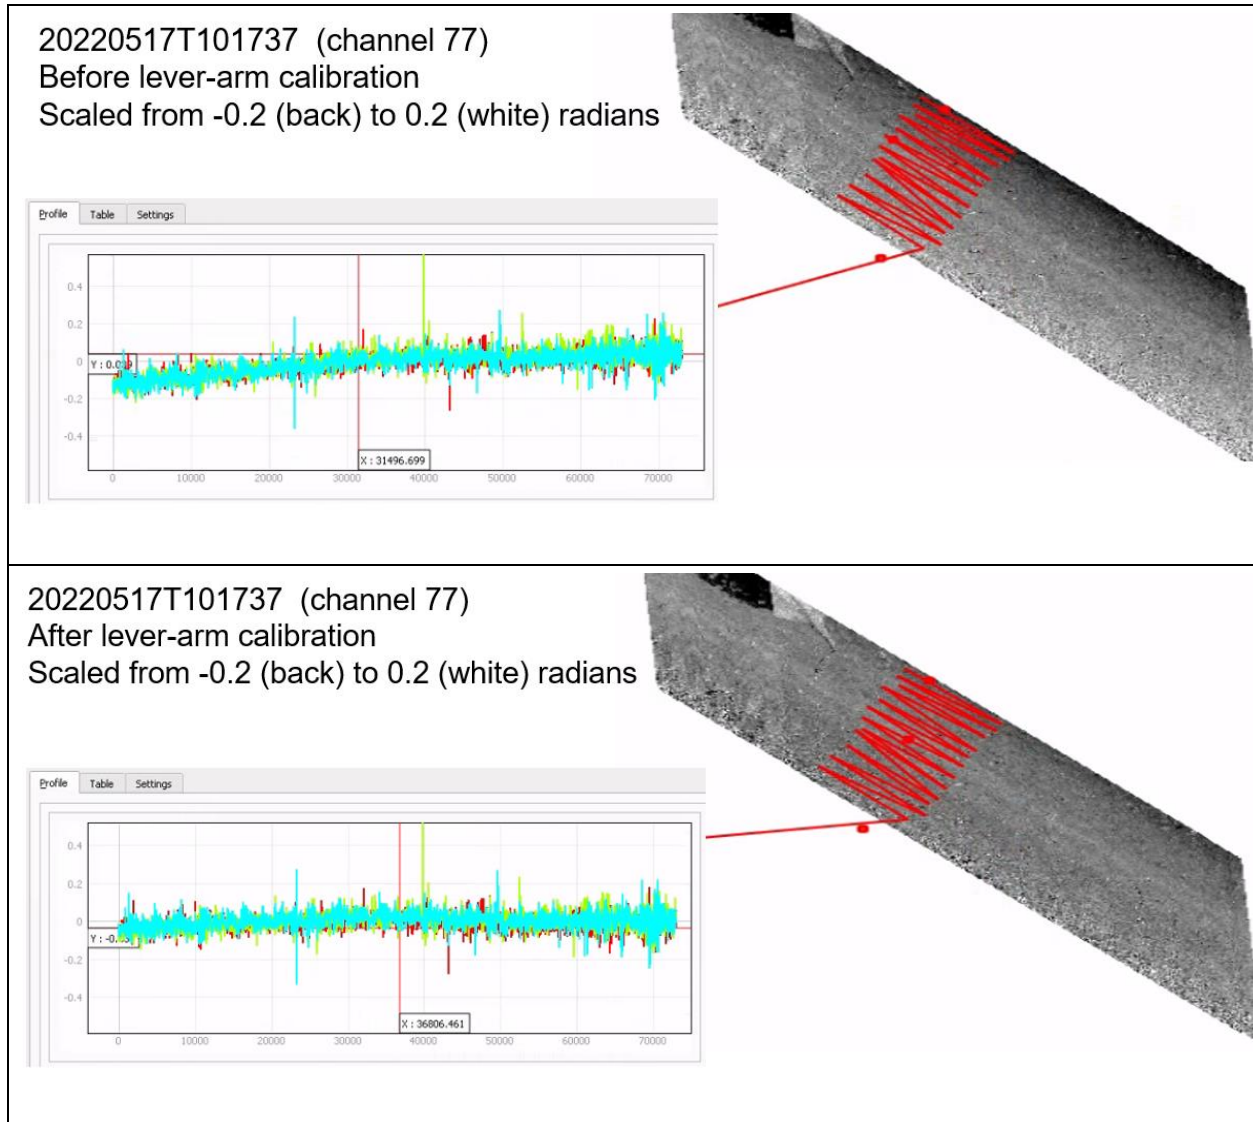 20220517T101737 (channel 77)
Before lever-arm calibration
Scaled from -0.2 (back) to 0.2 (white) radians
Profile Table Settings
0.4
0.2
0
-0.2
-0.4
Y : 0.0
X : 31496.699
0 10000 20000 30000 40000 50000 60000 70000
20220517T101737 (channel 77)
After lever-arm calibration
Scaled from -0.2 (back) to 0.2 (white) radians
Profile Table Settings
0.4
0.2
0
-0.2
-0.4
Y : -0.
X : 36806.461
0 10000 20000 30000 40000 50000 60000 70000